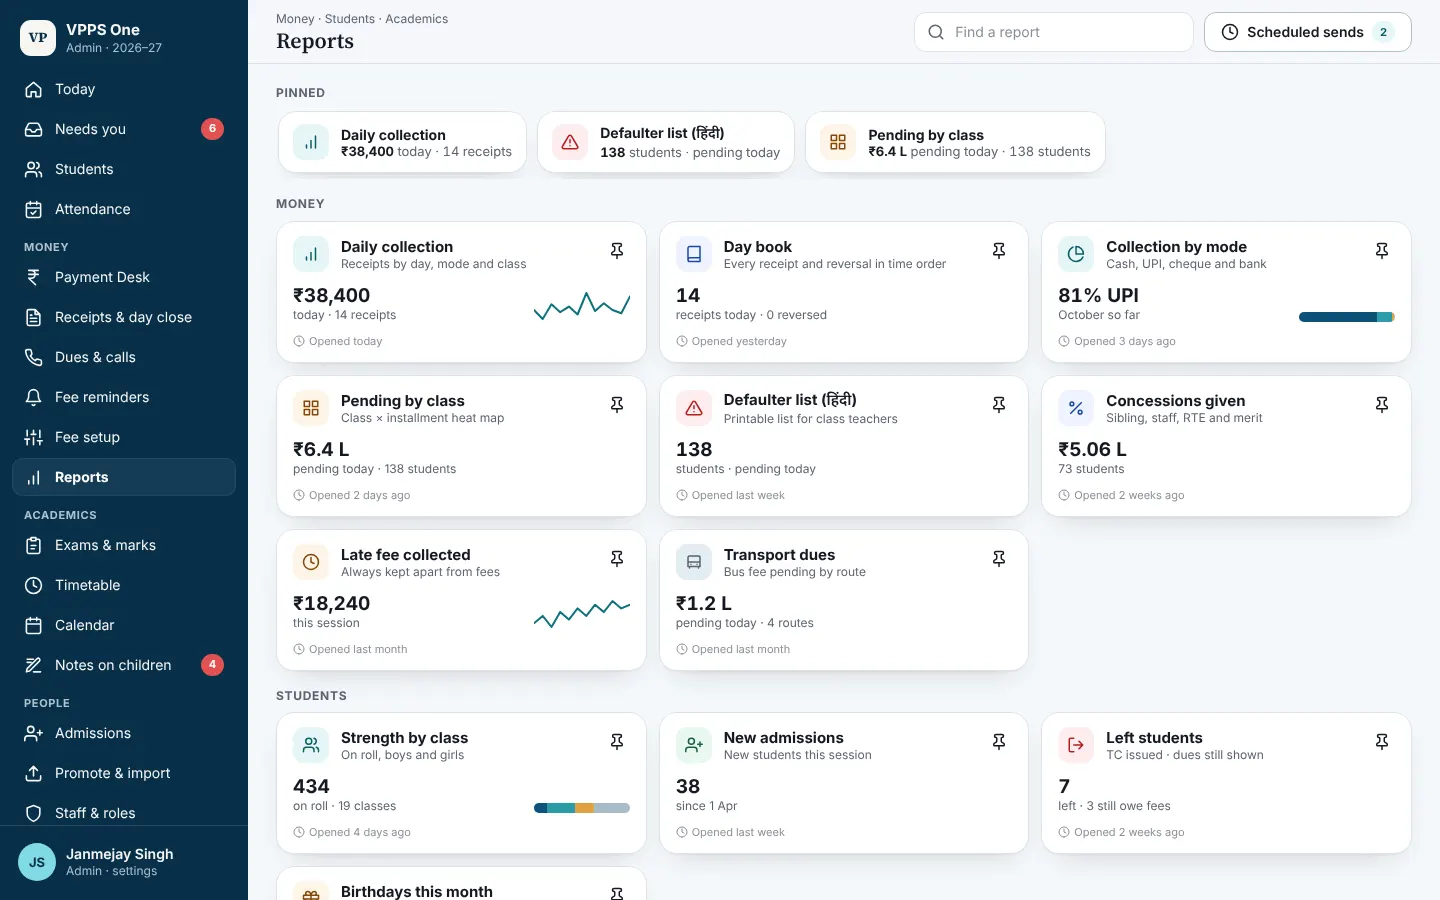 VP
VPPS One
Admin · 2026–27
Today
Needs you
6
Students
Attendance
MONEY
Payment Desk
Receipts & day close
Dues & calls
Fee reminders
Fee setup
Reports
ACADEMICS
Exams & marks
Timetable
Calendar
Notes on children
4
PEOPLE
Admissions
Promote & import
Staff & roles
JS
Janmejay Singh
Admin · settings
Money · Students · Academics
Reports
Find a report
Scheduled sends 2
PINNED
Daily collection
₹38,400 today · 14 receipts
Defaulter list (हिंदी)
138 students · pending today
Pending by class
₹6.4 L pending today · 138 students
MONEY
Daily collection
Receipts by day, mode and class
₹38,400
today · 14 receipts
Opened today
Day book
Every receipt and reversal in time order
14
receipts today · 0 reversed
Opened yesterday
Collection by mode
Cash, UPI, cheque and bank
81% UPI
October so far
Opened 3 days ago
Pending by class
Class × installment heat map
₹6.4 L
pending today · 138 students
Opened 2 days ago
Defaulter list (हिंदी)
Printable list for class teachers
138
students · pending today
Opened last week
Concessions given
Sibling, staff, RTE and merit
₹5.06 L
73 students
Opened 2 weeks ago
Late fee collected
Always kept apart from fees
₹18,240
this session
Opened last month
Transport dues
Bus fee pending by route
₹1.2 L
pending today · 4 routes
Opened last month
STUDENTS
Strength by class
On roll, boys and girls
434
on roll · 19 classes
Opened 4 days ago
New admissions
New students this session
38
since 1 Apr
Opened last week
Left students
TC issued · dues still shown
7
left · 3 still owe fees
Opened 2 weeks ago
Birthdays this month